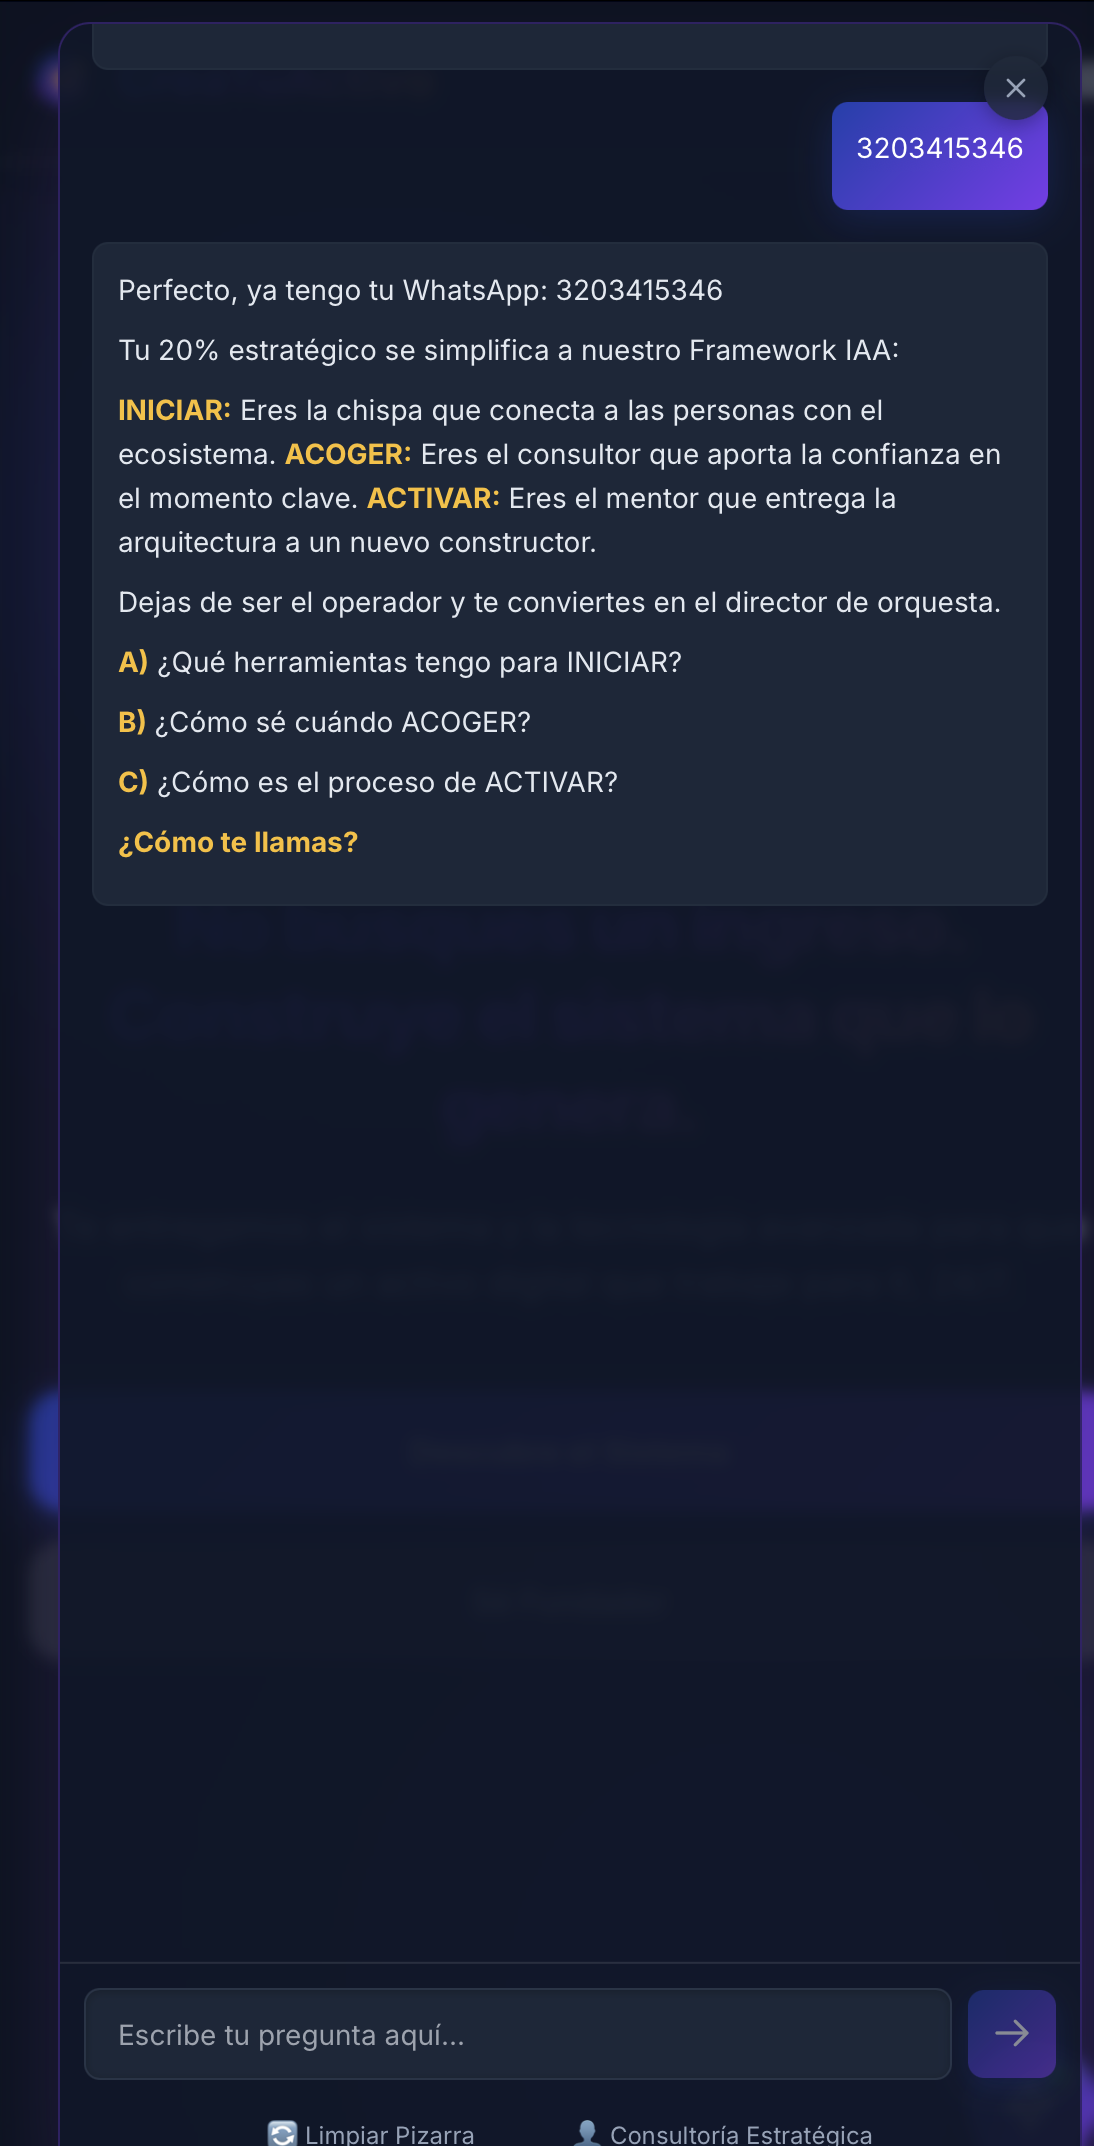 3203415346
Perfecto, ya tengo tu WhatsApp: 3203415346
Tu 20% estratégico se simplifica a nuestro Framework IAA:
INICIAR: Eres la chispa que conecta a las personas con el
ecosistema. ACOGER: Eres el consultor que aporta la confianza en
el momento clave. ACTIVAR: Eres el mentor que entrega la
arquitectura a un nuevo constructor.
Dejas de ser el operador y te conviertes en el director de orquesta.
A) ¿Qué herramientas tengo para INICIAR?
B) ¿Cómo sé cuándo ACOGER?
C) ¿Cómo es el proceso de ACTIVAR?
¿Cómo te llamas?
Escribe tu pregunta aquí...
Limpiar Pizarra
Consultoría Estratégica